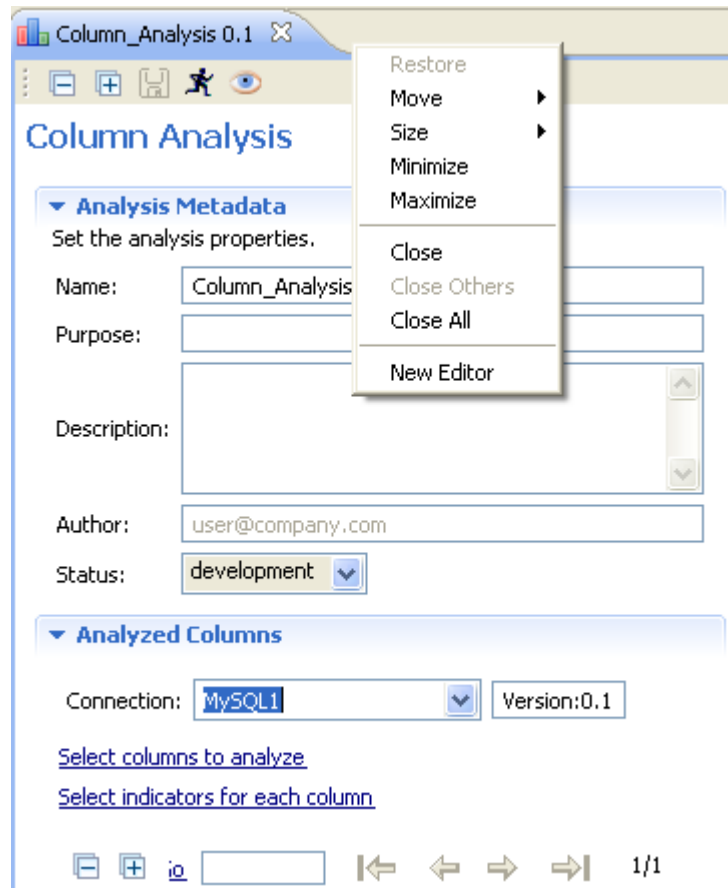 Column_Analysis 0.1
Restore
Move
Size
Minimize
Maximize
Close
Close Others
Close All
New Editor
Column Analysis
Analysis Metadata
Set the analysis properties.
Name: Column_Analysis
Purpose:
Description:
Author: user@company.com
Status: development
Analyzed Columns
Connection: MySQL1 Version:0.1
Select columns to analyze
Select indicators for each column
io 1/1